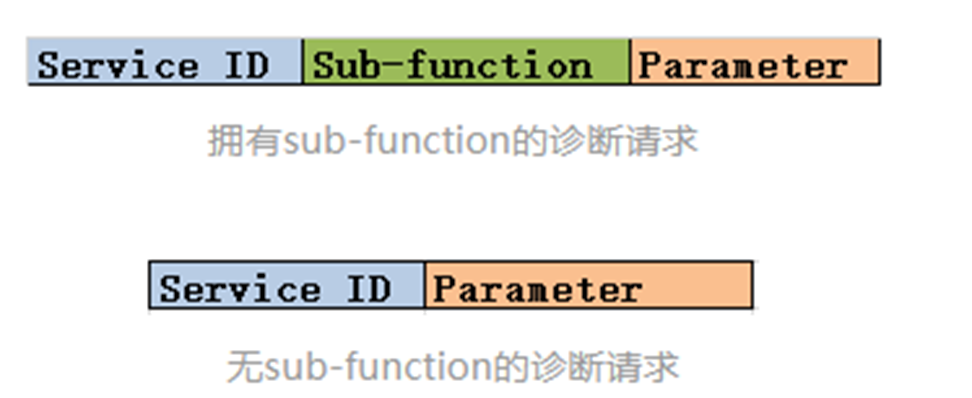 Service ID Sub-function Parameter
拥有sub-function的诊断请求
Service ID Parameter
无sub-function的诊断请求